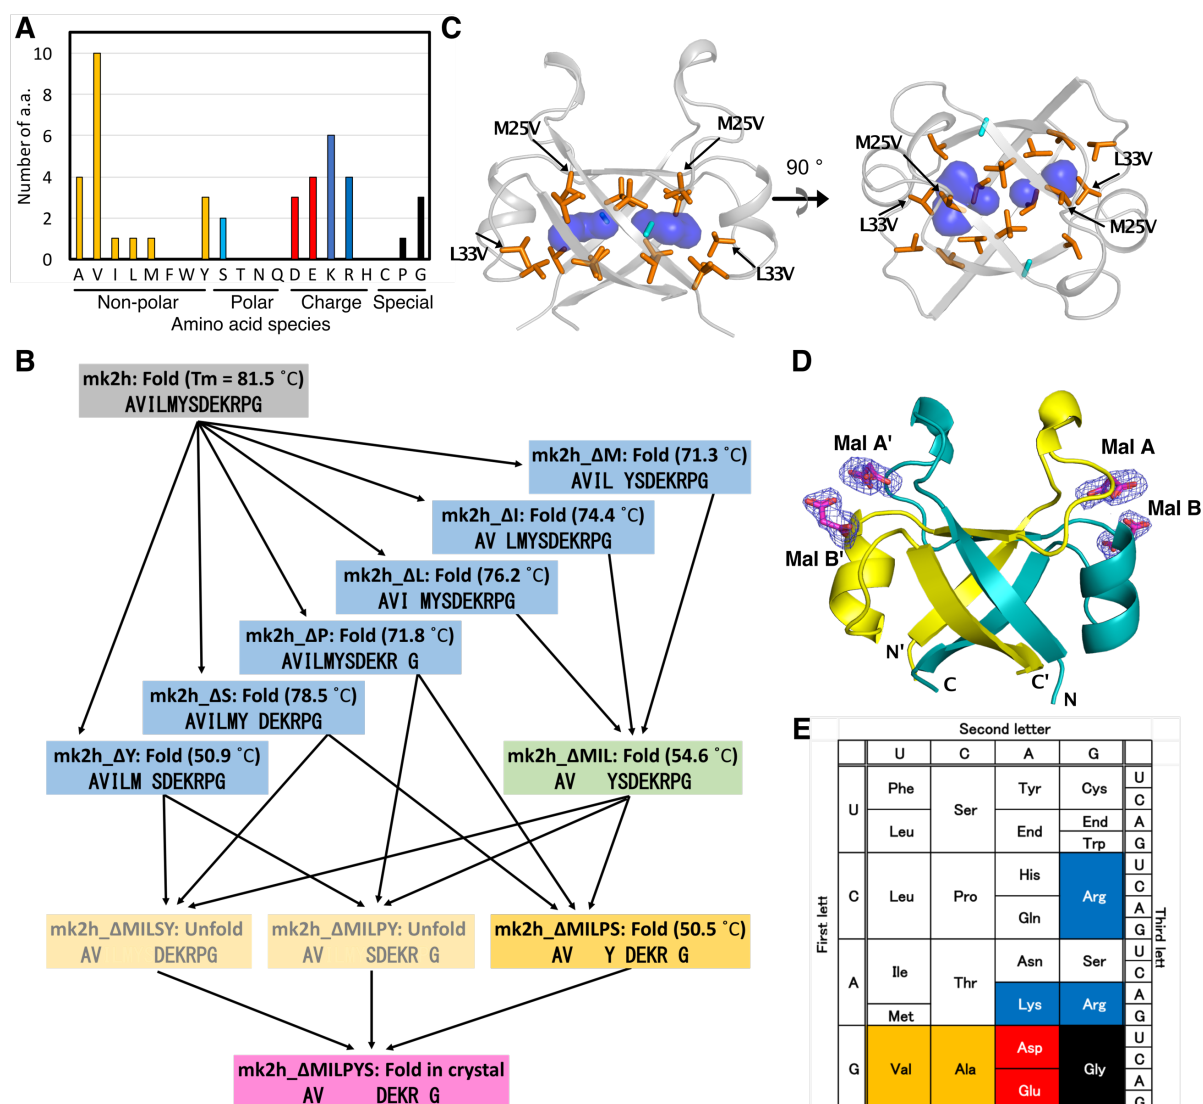 A
Number of a.a.
10
8
6
4
2
0
A V I L M F W Y S T N Q D E K R H C P G
Non-polar Polar Charge Special
Amino acid species
C
M25V
M25V
L33V
L33V
90 °
M25V
L33V
L33V
M25V
B
mk2h: Fold (Tm = 81.5 ˚C)
AVILMYSDEKRPG
mk2h_ΔM: Fold (71.3 ˚C)
AVIL YSDEKRPG
mk2h_ΔI: Fold (74.4 ˚C)
AV LMYSDEKRPG
mk2h_ΔL: Fold (76.2 ˚C)
AVI MYSDEKRPG
mk2h_ΔP: Fold (71.8 ˚C)
AVILMYSDEKR G
mk2h_ΔS: Fold (78.5 ˚C)
AVILMY DEKRPG
mk2h_ΔY: Fold (50.9 ˚C)
AVILM SDEKRPG
mk2h_ΔMIL: Fold (54.6 ˚C)
AV YSDEKRPG
mk2h_ΔMILSY: Unfold
AV DEKRPG
mk2h_ΔMILPY: Unfold
AV SDEKR G
mk2h_ΔMILPS: Fold (50.5 ˚C)
AV Y DEKR G
mk2h_ΔMILPYS: Fold in crystal
AV DEKR G
D
Mal A'
Mal A
Mal B
Mal B'
N'
C
C'
N
E
Second letter
U C A G
First lett
Third lett
U
Phe
Leu
Ser
Tyr
End
Cys
End
Trp
U
C
A
G
C
Leu
Pro
His
Gln
Arg
U
C
A
G
A
Ile
Met
Thr
Asn
Lys
Ser
Arg
U
C
A
G
G
Val
Ala
Asp
Glu
Gly
U
C
A
G